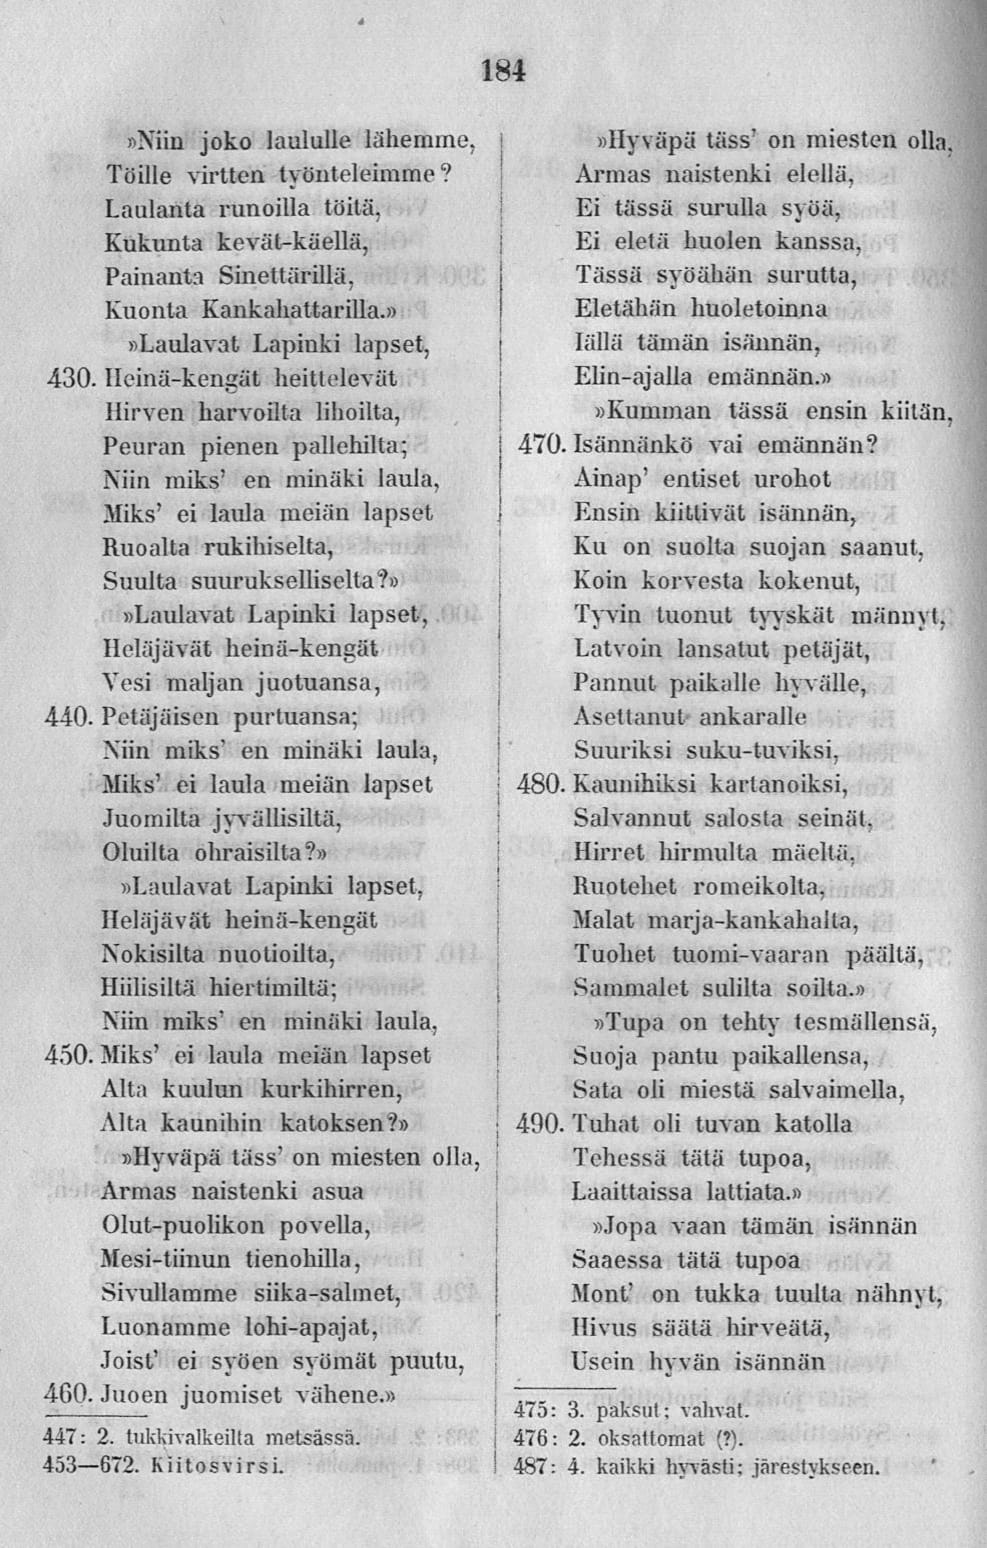 184
»Niin joko laululle lähemme,
Töille virtten työnteleimme?
Laulanta runoilla töitä,
Kukunta kevät-käellä,
Painanta Sinettärillä,
Kuonta Kankahattarilla.»
»Laulavat Lapinki lapset,
430. Heinä-kengät heittelevät
Hirven harvoilta lihoilta,
Peuran pienen pallehilta;
Niin miks' en minäki laula,
Miks' ei laula meiän lapset
Ruoalta rukihiselta,
Suulta suurukselliselta?»
»Laulavat Lapinki lapset,
Heläjävät heinä-kengät
Vesi maljan juotuansa,
440. Petäjäisen purtuansa;
Niin miks' en minäki laula,
Miks' ei laula meiän lapset
Juomilta jyvällisiltä,
Oluilta ohraisilta?»
»Laulavat Lapinki lapset,
Heläjävät heinä-kengät
Nokisilta nuotioilta,
Hiilisiltä hiertimiltä;
Niin miks' en minäki laula,
450. Miks' ei laula meiän lapset
Alta kuulun kurkihirren,
Alta kaunihin katoksen?»
»Hyväpä täss' on miesten olla,
Armas naistenki asua
Olut-puolikon povella,
Mesi-tiinun tienohilla,
Sivullamme siika-salmet,
Luonamme lohi-apajat,
Joist' ei syöen syömät puutu,
460. Juoen juomiset vähene.»
447: 2. tukkivalkeilta metsässä.
453—672. Kiitosvirsi.
»Hyväpä täss' on miesten olla,
Armas naistenki elellä,
Ei tässä surulla syöä,
Ei eletä huolen kanssa,
Tässä syöähän surutta,
Eletähän huoletoinna
Iällä tämän isännän,
Elin-ajalla emännän.»
»Kumman tässä ensin kiitän,
470. Isännänkö vai emännän?
Ainap' entiset urohot
Ensin kiittivät isännän,
Ku on suolta suojan saanut,
Koin korvesta kokenut,
Tyvin tuonut tyyskät männyt,
Latvoin lansatut petäjät,
Pannut paikalle hyvälle,
Asettanut ankaralle
Suuriksi suku-tuviksi,
480. Kaunihiksi kartanoiksi,
Salvannut salosta seinät,
Hirret hirmulta mäeltä,
Ruotehet romeikolta,
Malat marja-kankahalta,
Tuohet tuomi-vaaran päältä,
Sammalet sulilta soilta.»
»Tupa on tehty tesmällensä,
Suoja pantu paikallensa,
Sata oli miestä salvaimella,
490. Tuhat oli tuvan katolla
Tehessä tätä tupoa,
Laaittaissa lattiata.»
»Jopa vaan tämän isännän
Saaessa tätä tupoa
Mont' on tukka tuulta nähnyt,
Hivus säätä hirveätä,
Usein hyvän isännän
475: 3. paksut; vahvat.
476: 2. oksattomat (?).
487: 4. kaikki hyvästi; järestykseen.